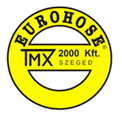 EUROHOSE®
TMX 2000 Kft.
SZEGED